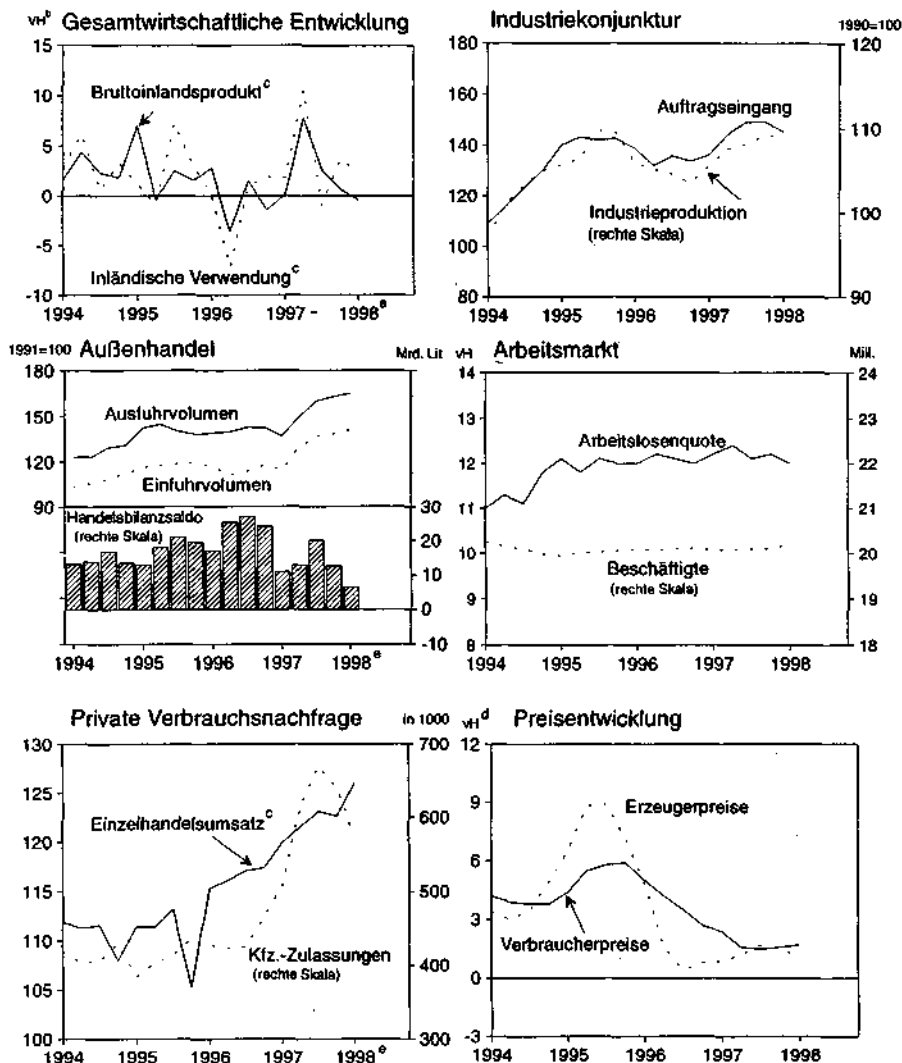 vH b Gesamtwirtschaftliche Entwicklung
15
10
5
0
-5
-10
Bruttoinlandsprodukt c
Inländische Verwendung c
1994 1995 1996 1997 - 1998 e
Industriekonjunktur 1990=100
180
160
140
120
100
80
120
110
100
90
Auftragseingang
Industrieproduktion
(rechte Skala)
1994 1995 1996 1997 1998
1991=100 Außenhandel Mrd. Lit
180
150
120
90
30
20
10
0
-10
Ausfuhrvolumen
Einfuhrvolumen
Handelsbilanzsaldo
(rechte Skala)
1994 1995 1996 1997 1998 e
vH Arbeitsmarkt Mill.
14
13
12
11
10
9
8
24
23
22
21
20
19
18
Arbeitslosenquote
Beschäftigte
(rechte Skala)
1994 1995 1996 1997 1998
Private Verbrauchsnachfrage in 1000
130
125
120
115
110
105
100
700
600
500
400
300
Einzelhandelsumsatz c
Kfz.-Zulassungen
(rechte Skala)
1994 1995 1996 1997 1998 e
vH d Preisentwicklung
12
9
6
3
0
-3
Erzeugerpreise
Verbraucherpreise
1994 1995 1996 1997 1998